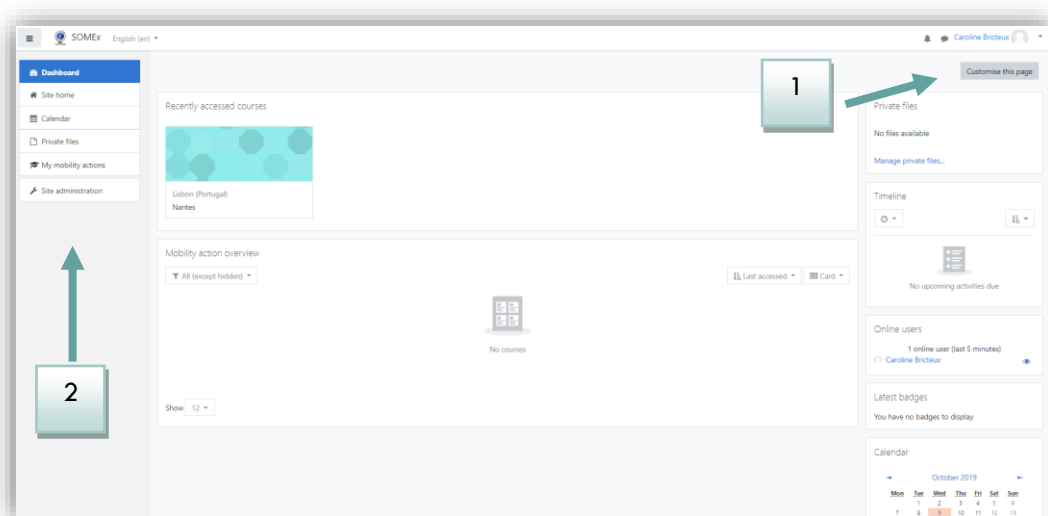 SOMEx English (en)
Caroline Bricteux
Dashboard
Site home
Calendar
Private files
My mobility actions
Site administration
1
2
Customise this page
Recently accessed courses
Lisbon (Portugal)
Nantes
Mobility action overview
All (except hidden)
Last accessed
Card
No courses
Show 12
Private files
No files available
Manage private files...
Timeline
No upcoming activities due
Online users
1 online user (last 5 minutes)
Caroline Bricteux
Latest badges
You have no badges to display
Calendar
October 2019
Mon Tue Wed Thu Fri Sat Sun
1 2 3 4 5 6
7 8 9 10 11 12 13